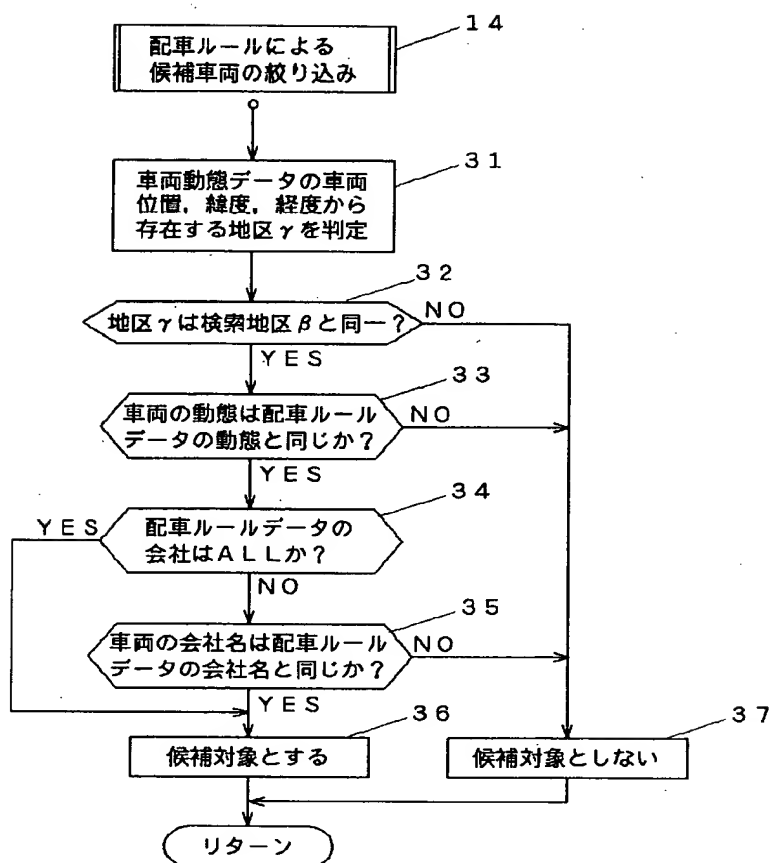 配車ルールによる
候補車両の絞り込み
14
車両動態データの車両
位置，緯度，経度から
存在する地区γを判定
31
地区γは検索地区βと同一？
32
NO
YES
車両の動態は配車ルール
データの動態と同じか？
33
NO
YES
配車ルールデータの
会社はALLか？
34
YES
NO
車両の会社名は配車ルール
データの会社名と同じか？
35
NO
YES
候補対象とする
36
候補対象としない
37
リターン